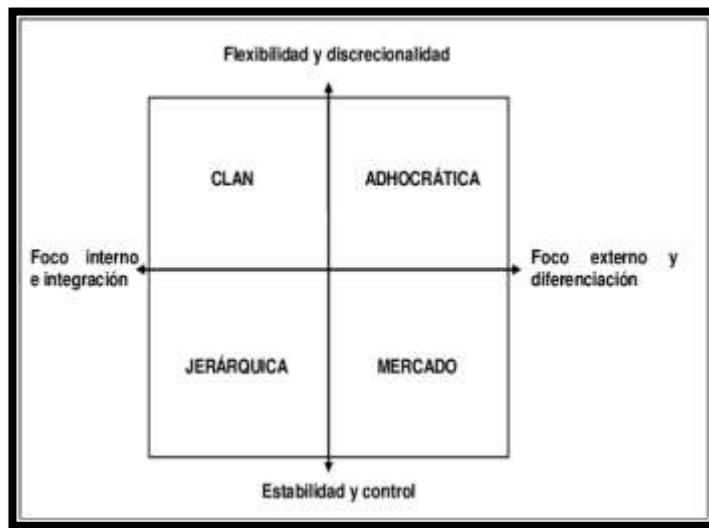 Flexibilidad y discrecionalidad
CLAN
ADHOCRÁTICA
Foco interno
e integración
Foco externo y
diferenciación
JERÁRQUICA
MERCADO
Estabilidad y control